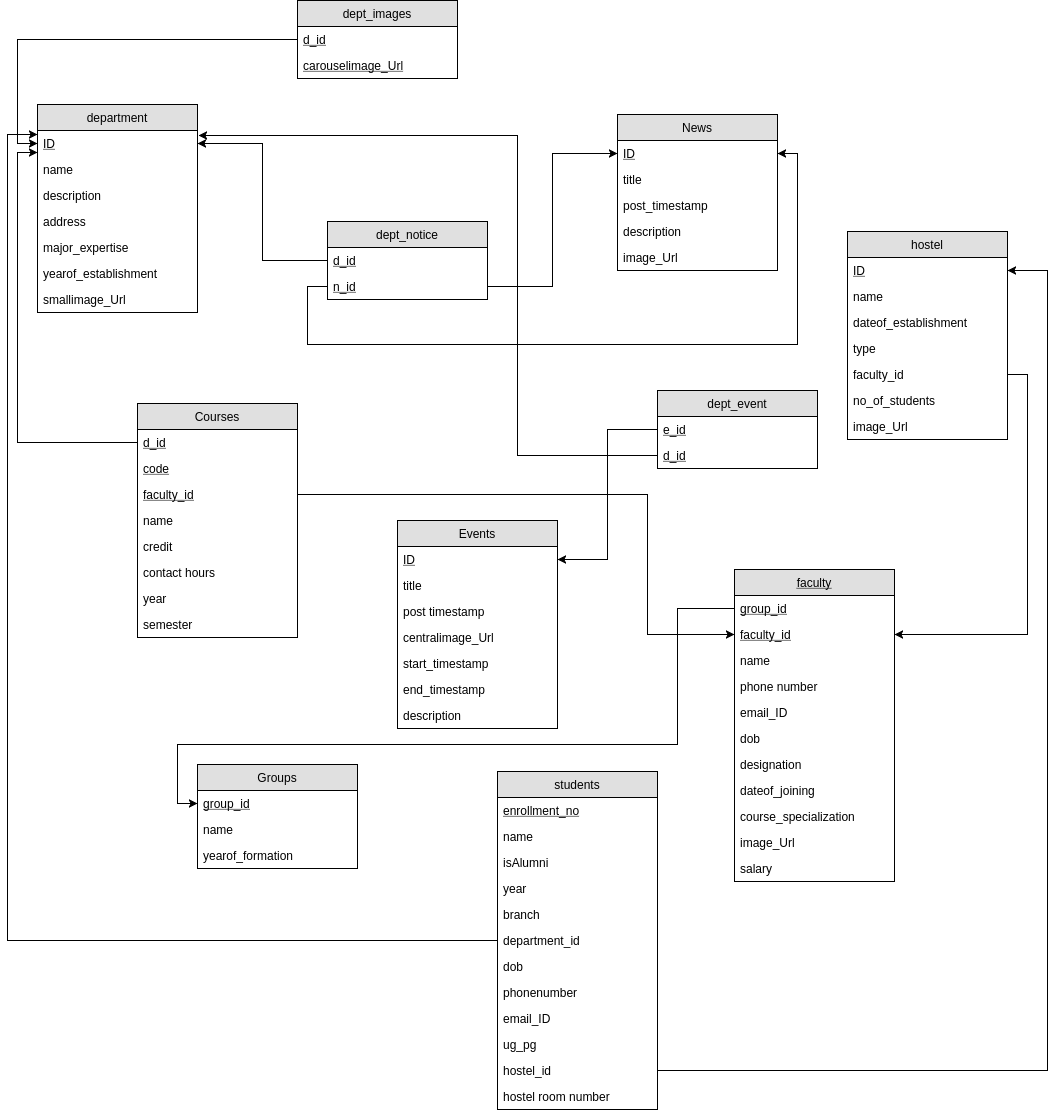 dept_images
d_id
carouselimage_Url
department
ID
name
description
address
major_expertise
yearof_establishment
smallimage_Url
News
ID
title
post_timestamp
description
image_Url
dept_notice
d_id
n_id
hostel
ID
name
dateof_establishment
type
faculty_id
no_of_students
image_Url
Courses
d_id
code
faculty_id
name
credit
contact hours
year
semester
dept_event
e_id
d_id
Events
ID
title
post timestamp
centralimage_Url
start_timestamp
end_timestamp
description
faculty
group_id
faculty_id
name
phone number
email_ID
dob
designation
dateof_joining
course_specialization
image_Url
salary
Groups
group_id
name
yearof_formation
students
enrollment_no
name
isAlumni
year
branch
department_id
dob
phonenumber
email_ID
ug_pg
hostel_id
hostel room number